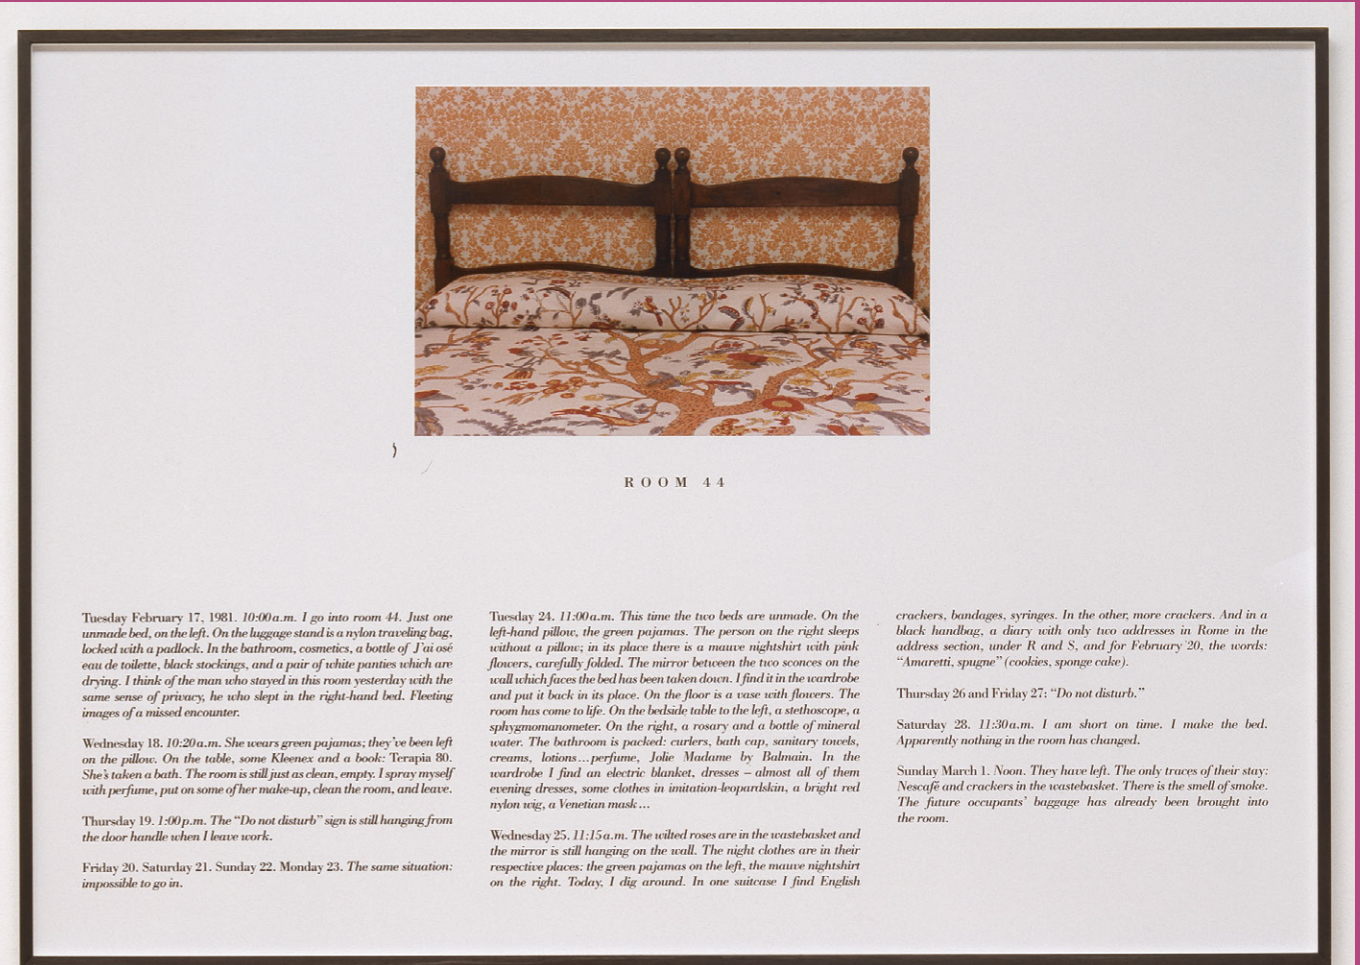 ROOM 44
Tuesday February 17, 1981. 10:00 a.m. I go into room 44. Just one
unmade bed, on the left. On the luggage stand is a nylon traveling bag,
locked with a padlock. In the bathroom, cosmetics, a bottle of J'ai osé
eau de toilette, black stockings, and a pair of white panties which are
drying. I think of the man who stayed in this room yesterday with the
same sense of privacy, he who slept in the right-hand bed. Fleeting
images of a missed encounter.
Wednesday 18. 10:20 a.m. She wears green pajamas; they've been left
on the pillow. On the table, some Kleenex and a book: Terapia 80.
She's taken a bath. The room is still just as clean, empty. I spray myself
with perfume, put on some of her make-up, clean the room, and leave.
Thursday 19. 1:00 p.m. The "Do not disturb" sign is still hanging from
the door handle when I leave work.
Friday 20. Saturday 21. Sunday 22. Monday 23. The same situation:
impossible to go in.
Tuesday 24. 11:00 a.m. This time the two beds are unmade. On the
left-hand pillow, the green pajamas. The person on the right sleeps
without a pillow; in its place there is a mauve nightshirt with pink
flowers, carefully folded. The mirror between the two sconces on the
wall which faces the bed has been taken down. I find it in the wardrobe
and put it back in its place. On the floor is a vase with flowers. The
room has come to life. On the bedside table to the left, a stethoscope, a
sphygmomanometer. On the right, a rosary and a bottle of mineral
water. The bathroom is packed: curlers, bath cap, sanitary towels,
creams, lotions...perfume, Jolie Madame by Balmain. In the
wardrobe I find an electric blanket, dresses – almost all of them
evening dresses, some clothes in imitation-leopardskin, a bright red
nylon wig, a Venetian mask...
Wednesday 25. 11:15 a.m. The wilted roses are in the wastebasket and
the mirror is still hanging on the wall. The night clothes are in their
respective places: the green pajamas on the left, the mauve nightshirt
on the right. Today, I dig around. In one suitcase I find English
crackers, bandages, syringes. In the other, more crackers. And in a
black handbag, a diary with only two addresses in Rome in the
address section, under R and S, and for February 20, the words:
"Amaretti, spugne" (cookies, sponge cake).
Thursday 26 and Friday 27: "Do not disturb."
Saturday 28. 11:30 a.m. I am short on time. I make the bed.
Apparently nothing in the room has changed.
Sunday March 1. Noon. They have left. The only traces of their stay:
Nescafé and crackers in the wastebasket. There is the smell of smoke.
The future occupants' baggage has already been brought into
the room.